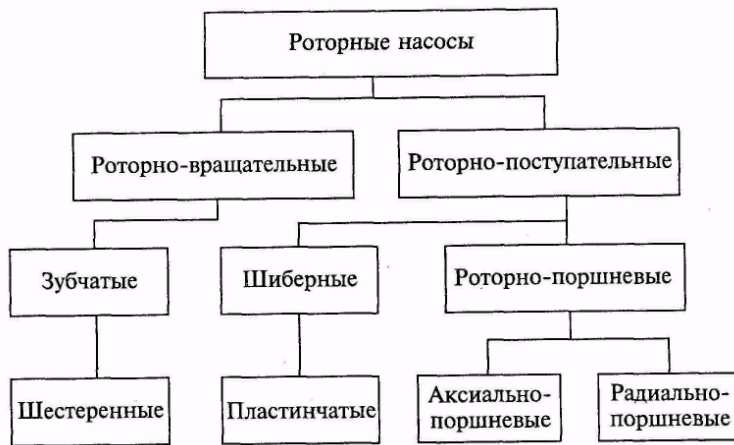 Роторные насосы
Роторно-вращательные
Роторно-поступательные
Зубчатые
Шиберные
Роторно-поршневые
Шестеренные
Пластинчатые
Аксиально-
поршневые
Радиально-
поршневые